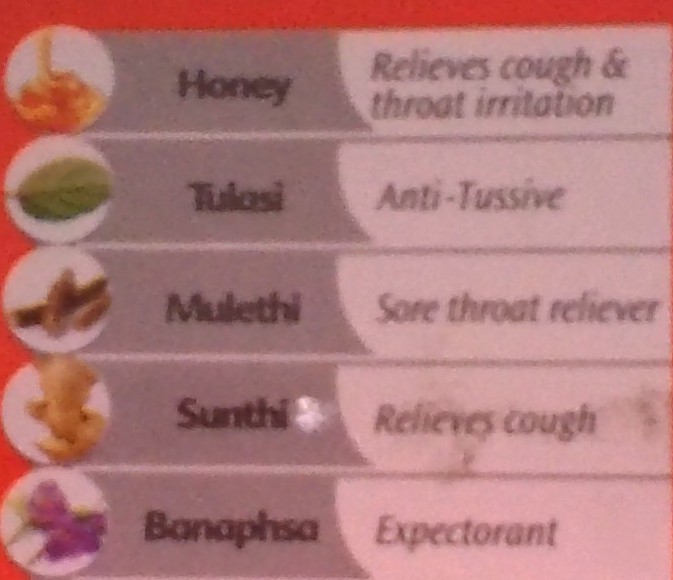 Honey
Relieves cough &
throat irritation
Tulasi
Anti-Tussive
Mulethi
Sore throat reliever
Sunthi
Relieves cough
Banaphsa
Expectorant